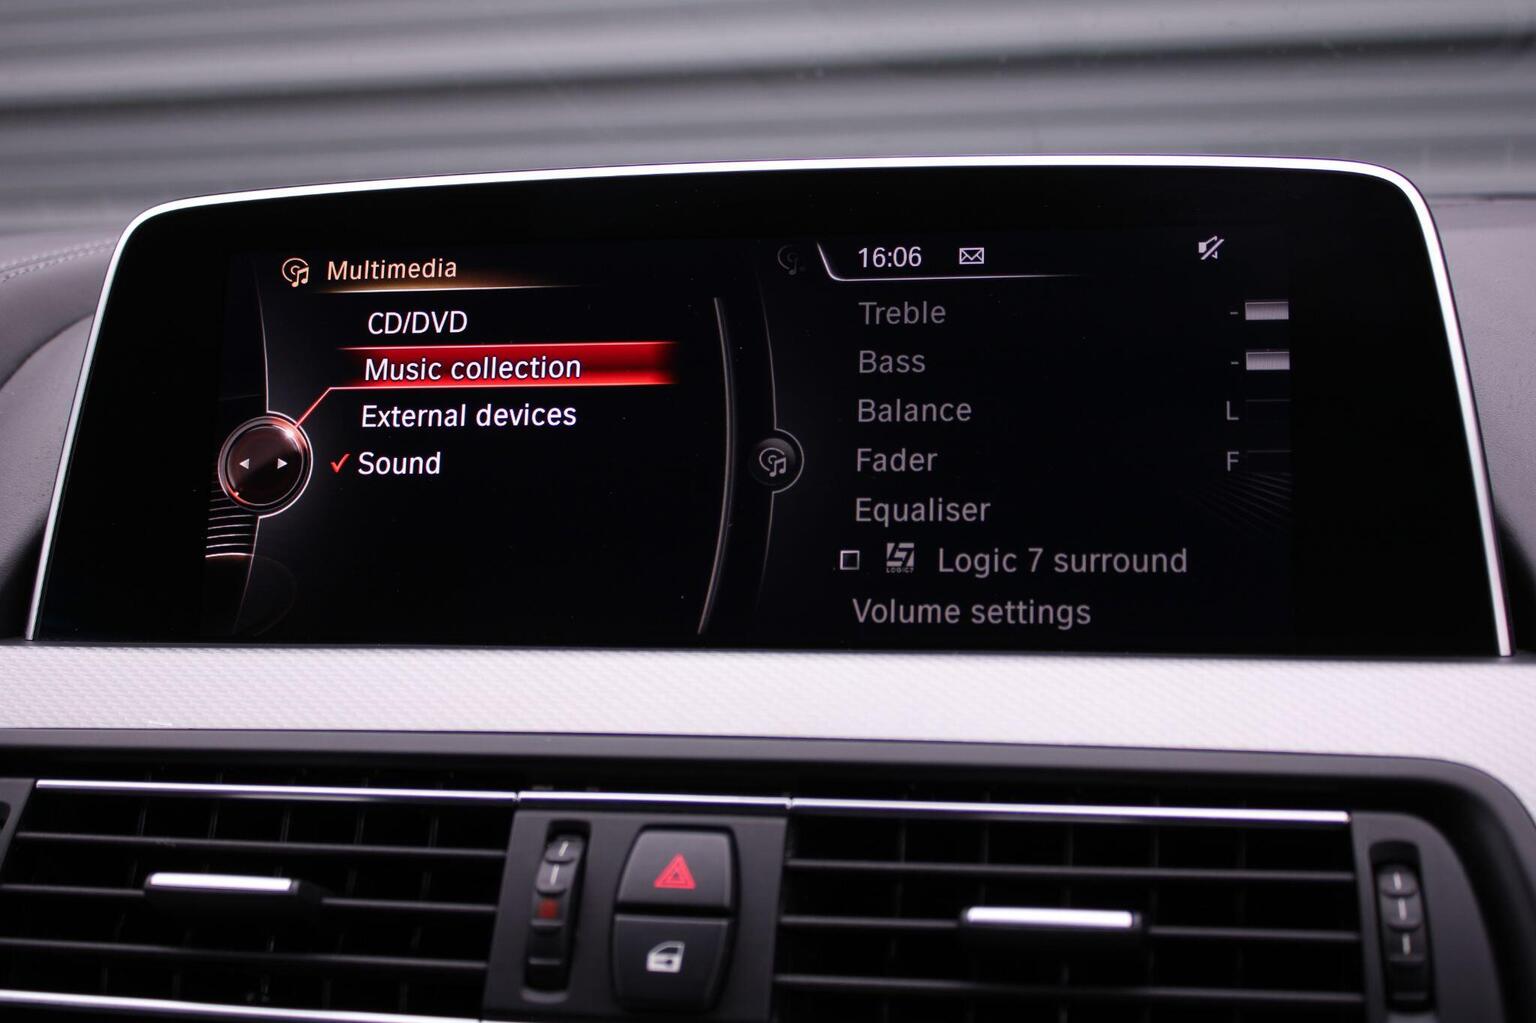 Multimedia
CD/DVD
Music collection
External devices
Sound
16:06
Treble -
Bass -
Balance L
Fader F
Equaliser
LOGIC7 Logic 7 surround
Volume settings